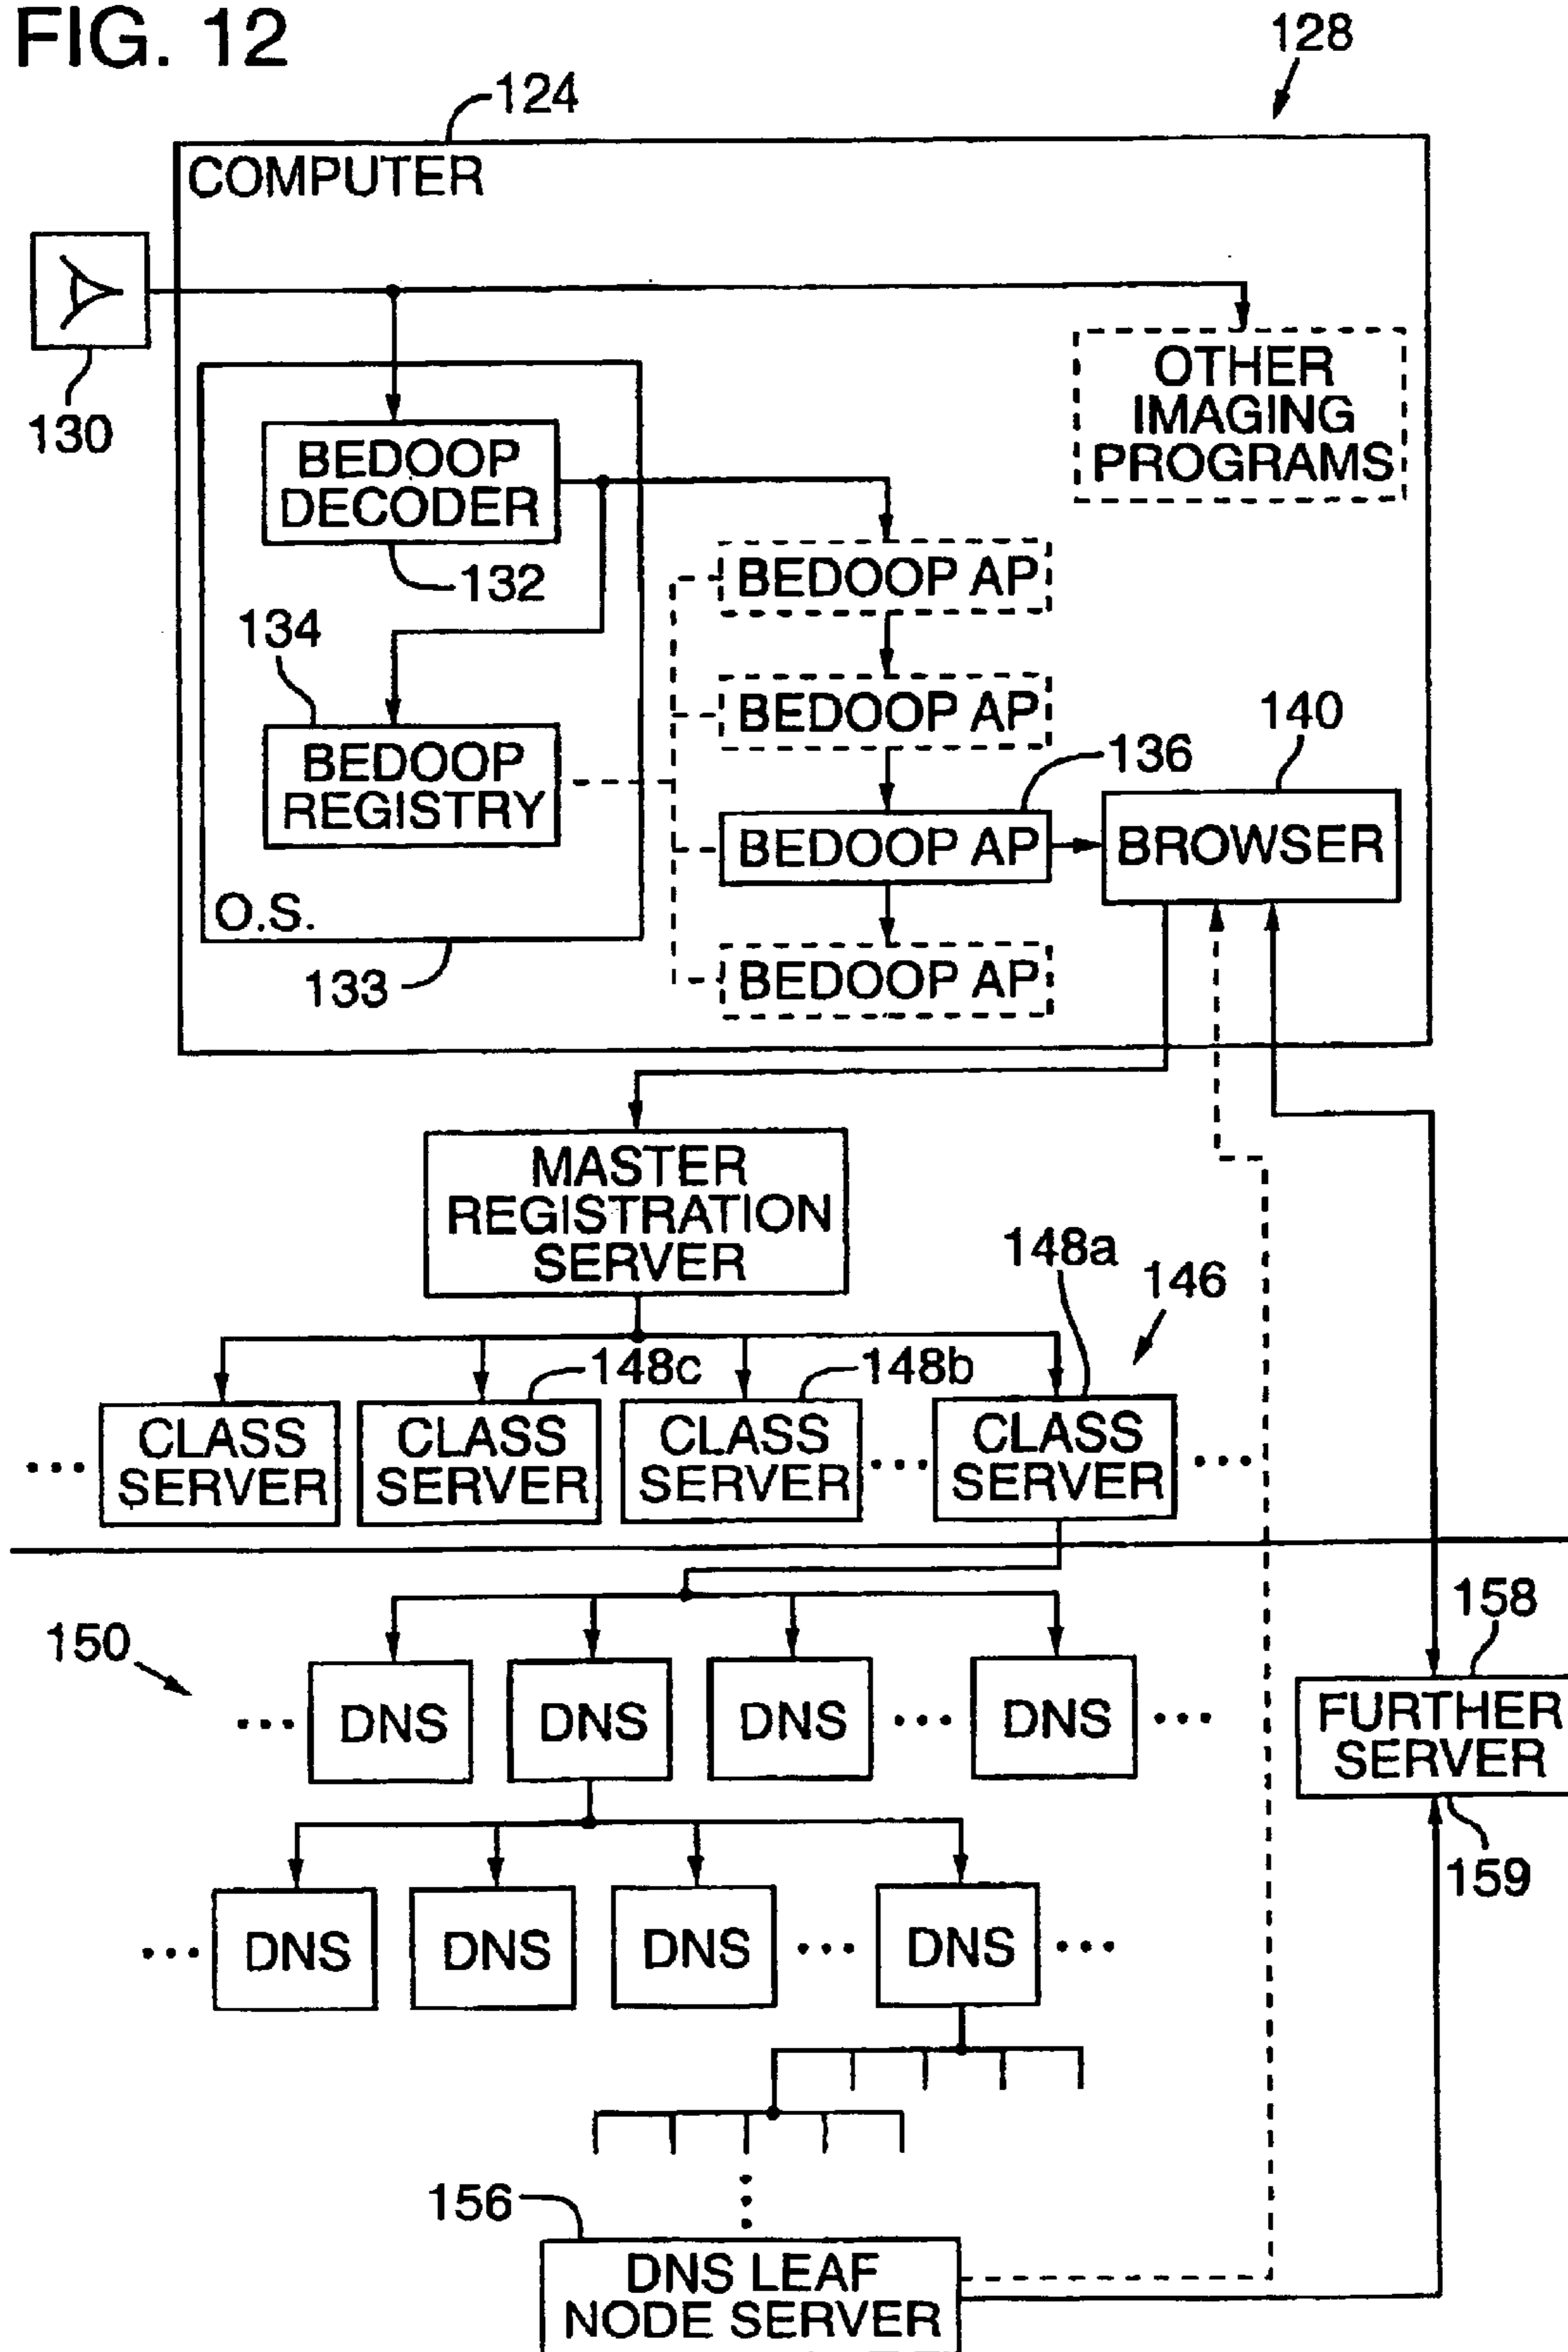 FIG. 12
128
124
COMPUTER
130
OTHER
IMAGING
PROGRAMS
BEDOOP
DECODER
132
BEDOOP AP
134
BEDOOP AP
BEDOOP
REGISTRY
136
140
BEDOOP AP
BROWSER
O.S.
BEDOOP AP
133
MASTER
REGISTRATION
SERVER
148a
146
148c
148b
... CLASS
SERVER
CLASS
SERVER
CLASS
SERVER
... CLASS
SERVER
...
150
158
... DNS DNS DNS ... DNS ...
FURTHER
SERVER
159
... DNS DNS DNS ... DNS ...
156
DNS LEAF
NODE SERVER